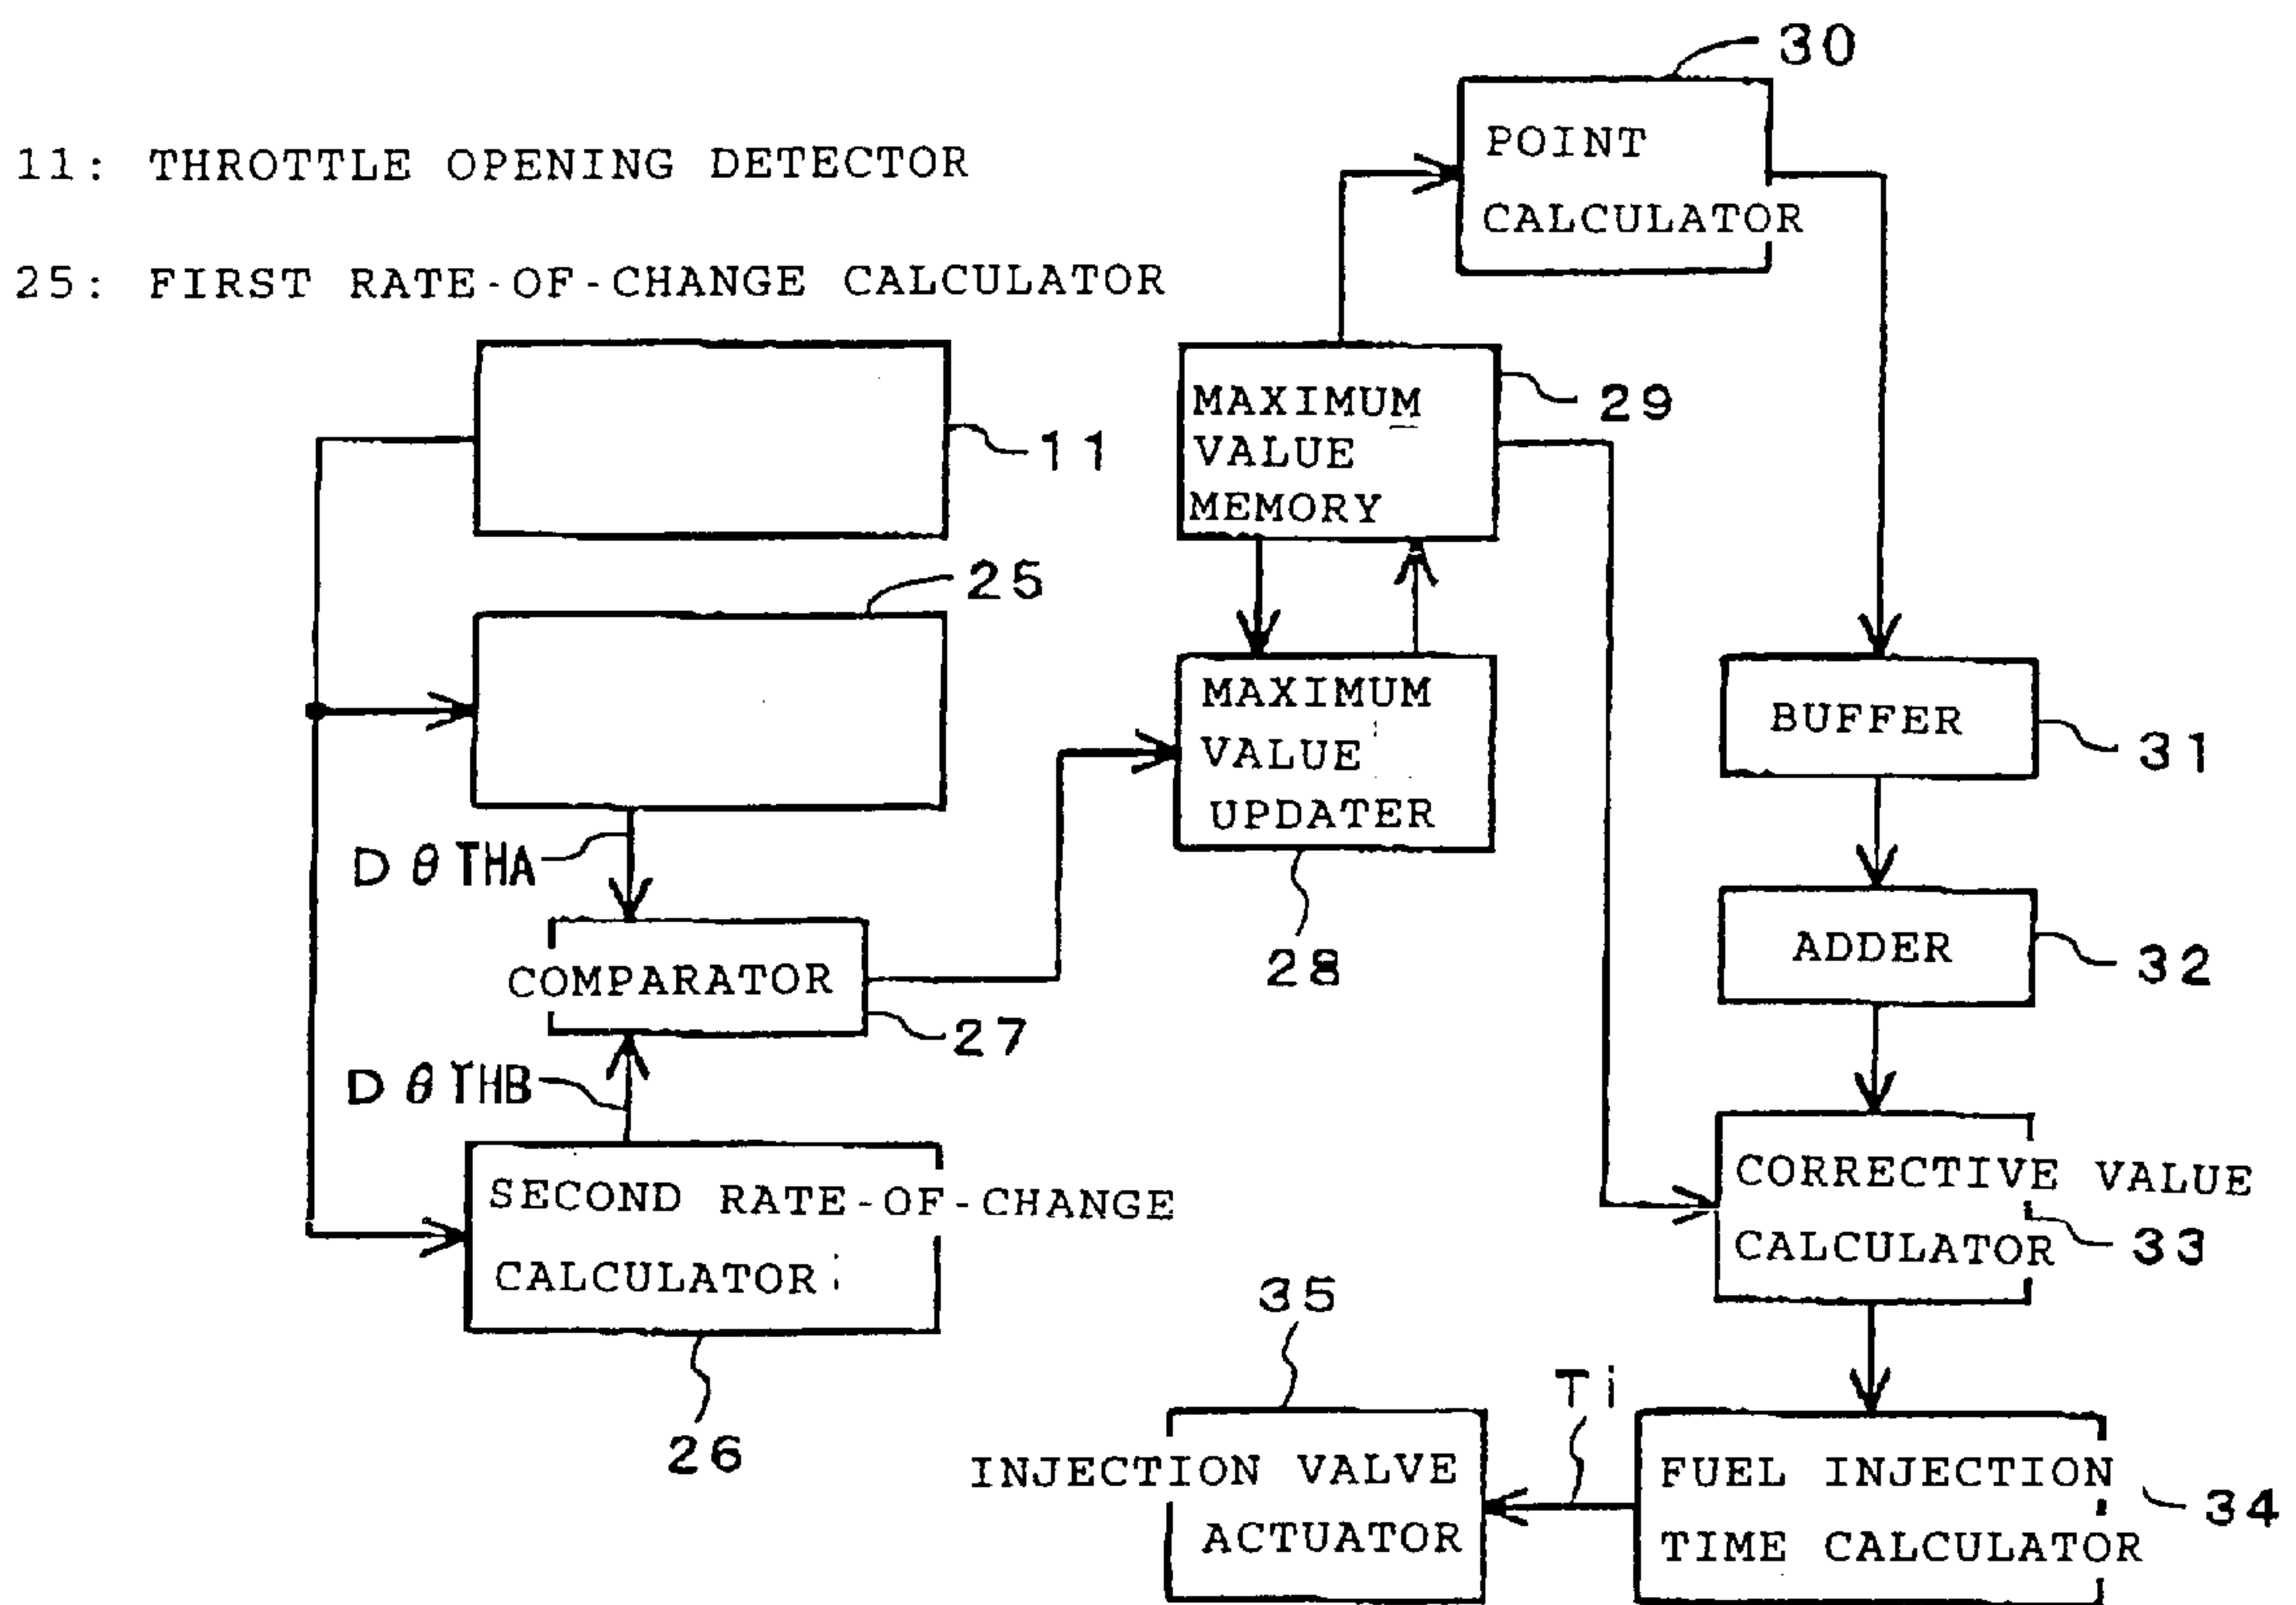 30
POINT
CALCULATOR
11: THROTTLE OPENING DETECTOR
25: FIRST RATE-OF-CHANGE CALCULATOR
11
MAXIMUM
VALUE
MEMORY
29
25
MAXIMUM
VALUE
UPDATER
28
BUFFER
31
D θ THA
COMPARATOR
27
ADDER
32
D θ THB
SECOND RATE-OF-CHANGE
CALCULATOR
26
CORRECTIVE VALUE
CALCULATOR
33
35
INJECTION VALVE
ACTUATOR
Ti
FUEL INJECTION
TIME CALCULATOR
34